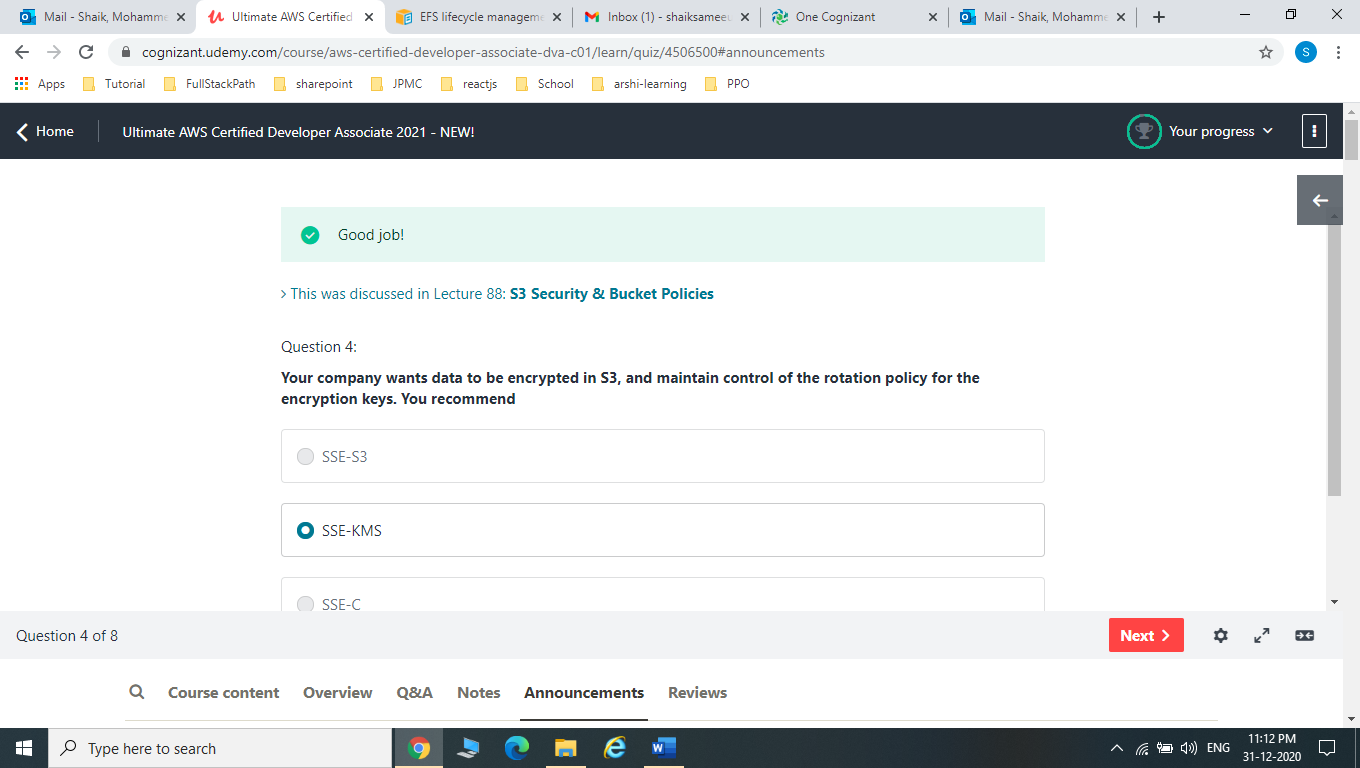 Mail - Shaik, Mohamme
Ultimate AWS Certified
EFS lifecycle manageme
Inbox (1) - shaiksameeu
One Cognizant
Mail - Shaik, Mohamme
cognizant.udemy.com/course/aws-certified-developer-associate-dva-c01/learn/quiz/4506500#announcements
S
Apps Tutorial FullStackPath sharepoint JPMC reactjs School arshi-learning PPO
Home Ultimate AWS Certified Developer Associate 2021 - NEW! Your progress
Good job!
> This was discussed in Lecture 88: S3 Security & Bucket Policies
Question 4:
Your company wants data to be encrypted in S3, and maintain control of the rotation policy for the
encryption keys. You recommend
SSE-S3
SSE-KMS
SSE-C
Question 4 of 8 Next
Course content Overview Q&A Notes Announcements Reviews
Type here to search
ENG
11:12 PM
31-12-2020